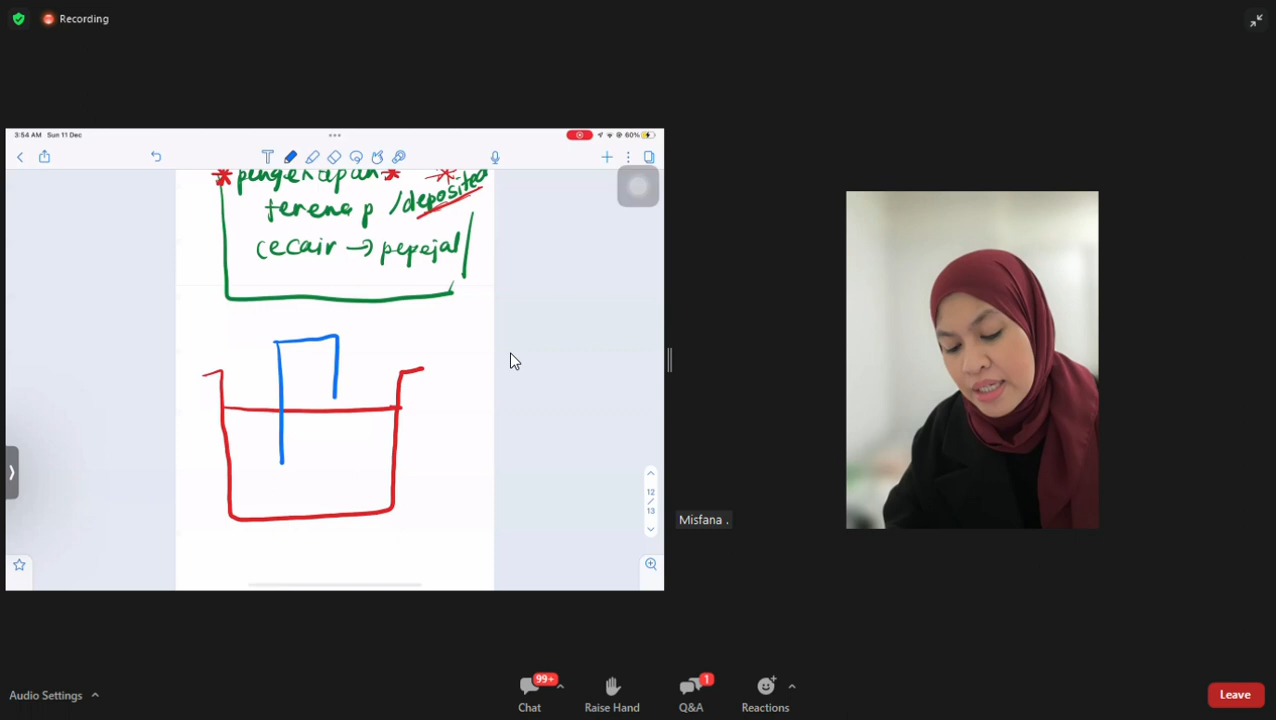 Recording
3:54 AM Sun 11 Dec
60%
T
terenap /deposited
cecair → pepejal
12
/
13
Misfana .
Audio Settings
99+
Chat
Raise Hand
1
Q&A
Reactions
Leave